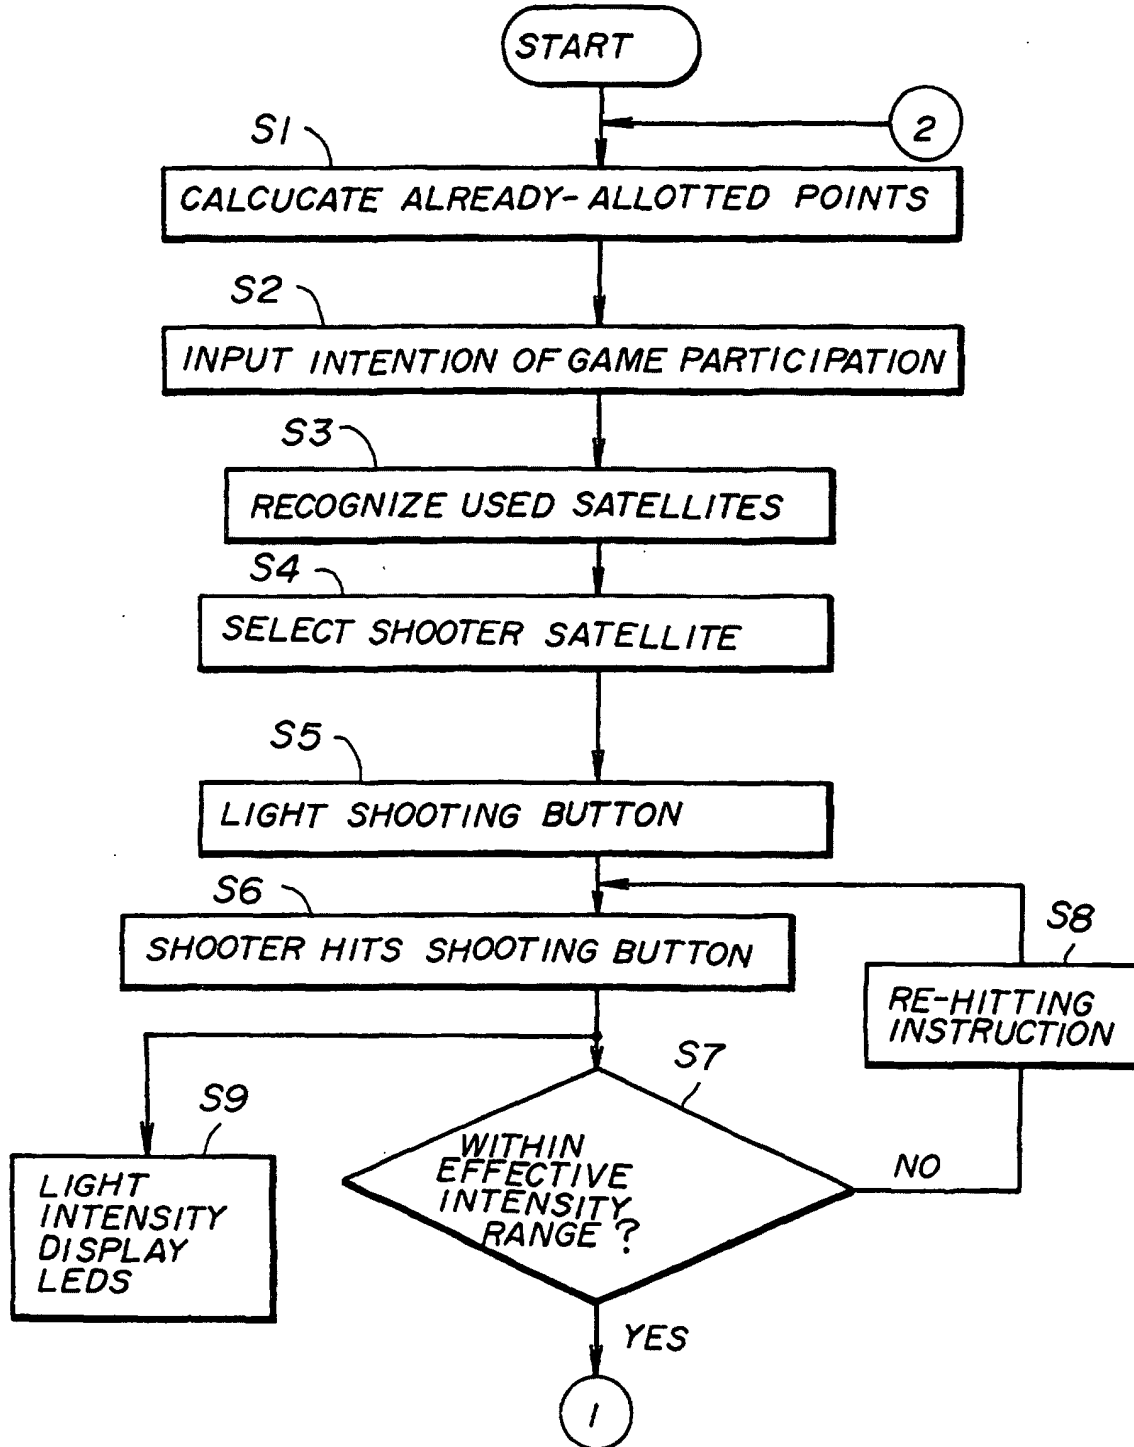 START
2
S1
CALCUCATE ALREADY-ALLOTTED POINTS
S2
INPUT INTENTION OF GAME PARTICIPATION
S3
RECOGNIZE USED SATELLITES
S4
SELECT SHOOTER SATELLITE
S5
LIGHT SHOOTING BUTTON
S6
SHOOTER HITS SHOOTING BUTTON
S8
RE-HITTING
INSTRUCTION
S7
WITHIN
EFFECTIVE
INTENSITY
RANGE?
NO
S9
LIGHT
INTENSITY
DISPLAY
LEDS
YES
1